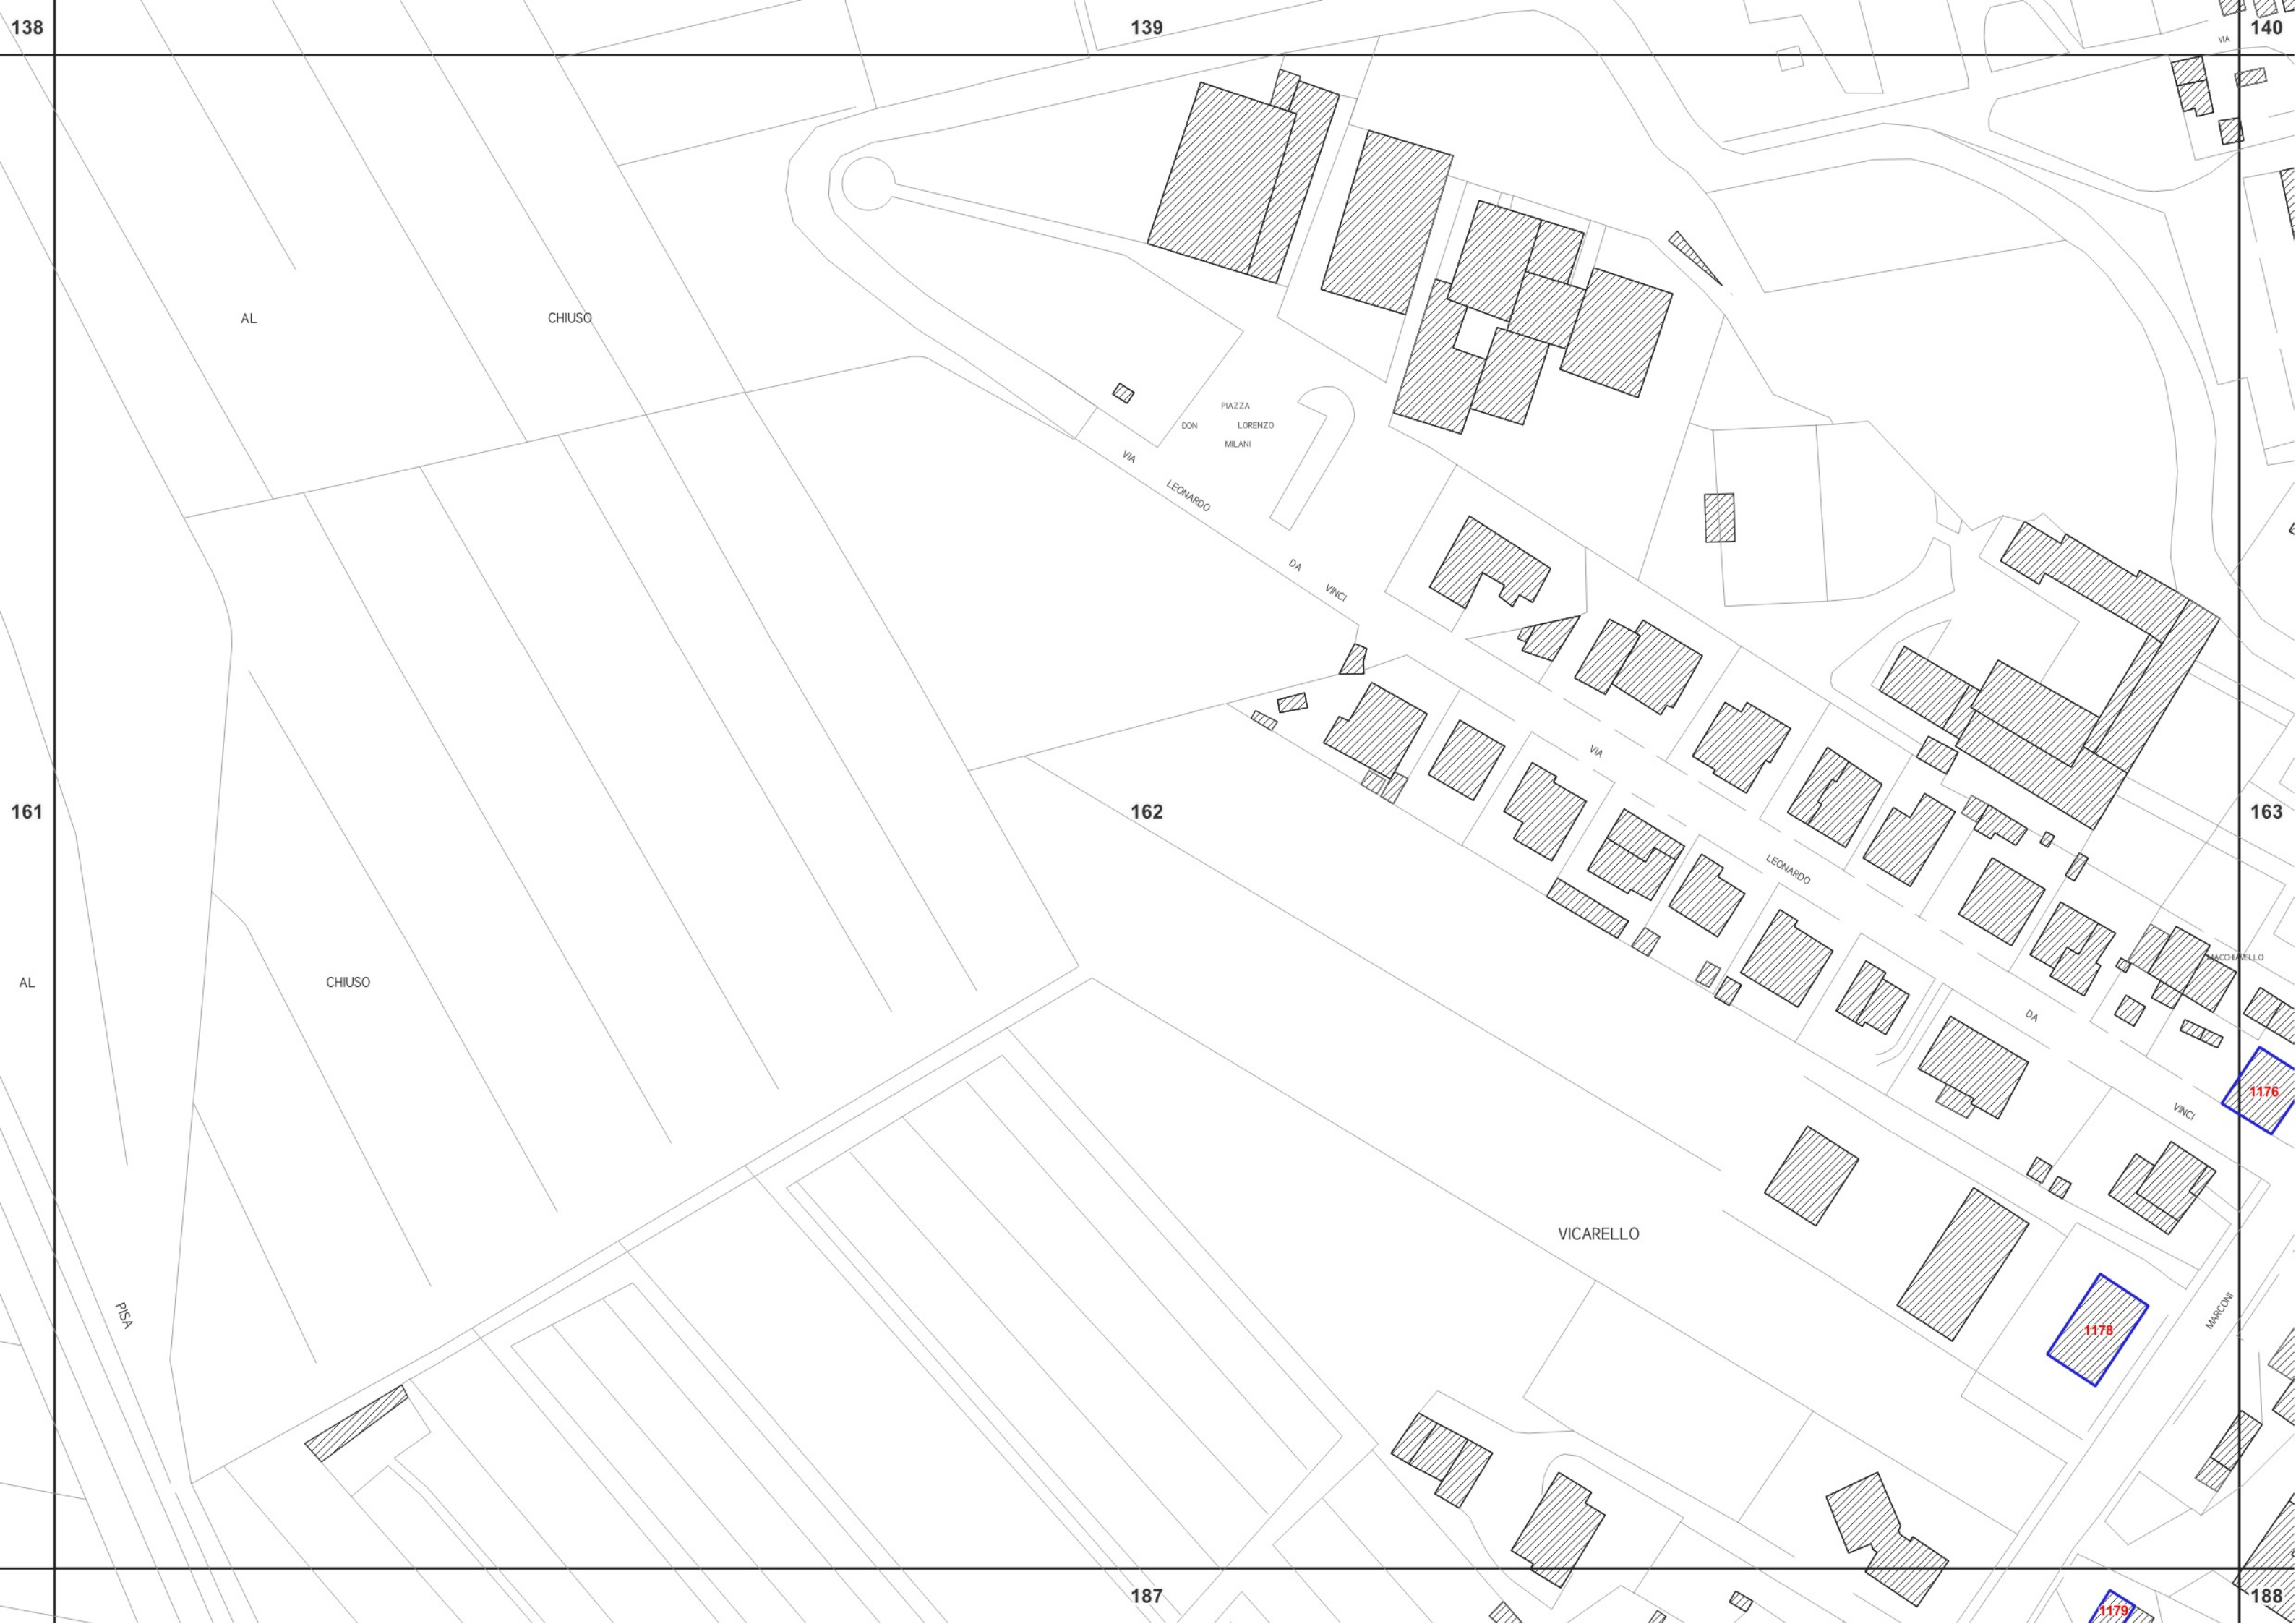 138
139
140
VIA
AL
CHIUSO
PIAZZA
DON LORENZO
MILANI
VIA
LEONARDO
DA
VINCI
VIA
161
162
163
LEONARDO
MACCHIAVELLO
AL
CHIUSO
DA
1176
VINCI
VICARELLO
PISA
MARCONI
1178
187
188
1179